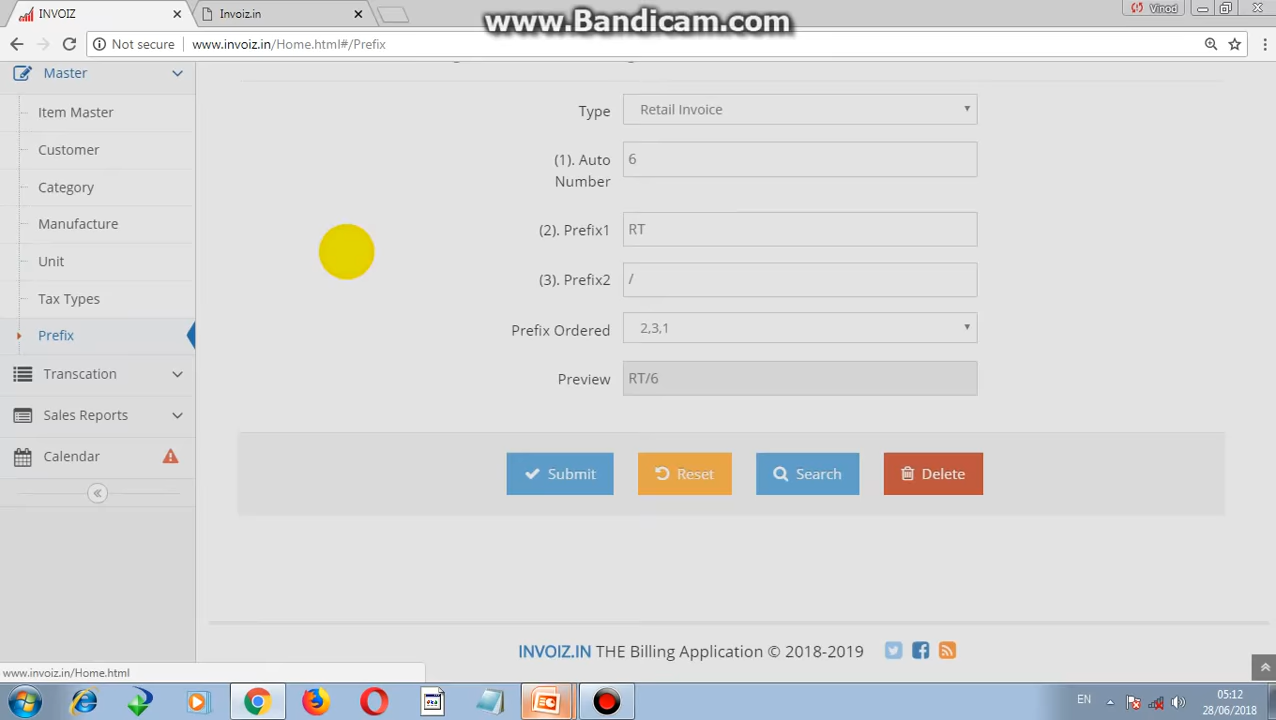 INVOIZ
Invoiz.in
www.Bandicam.com
Vinod
Not secure
www.invoiz.in/Home.html#/Prefix
Master
Item Master
Customer
Category
Manufacture
Unit
Tax Types
Prefix
Transcation
Sales Reports
Calendar
Type
Retail Invoice
(1). Auto
Number
6
(2). Prefix1
RT
(3). Prefix2
/
Prefix Ordered
2,3,1
Preview
RT/6
Submit
Reset
Search
Delete
INVOIZ.IN THE Billing Application © 2018-2019
www.invoiz.in/Home.html
EN
05:12
28/06/2018